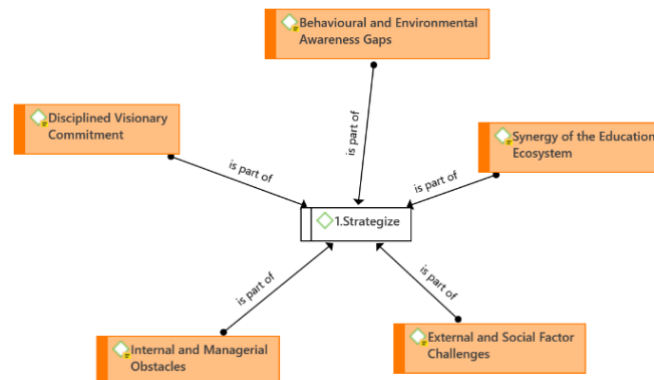 Behavioural and Environmental
Awareness Gaps
Disciplined Visionary
Commitment
Synergy of the Education
Ecosystem
is part of
is part of
is part of
1.Strategize
is part of
is part of
Internal and Managerial
Obstacles
External and Social Factor
Challenges